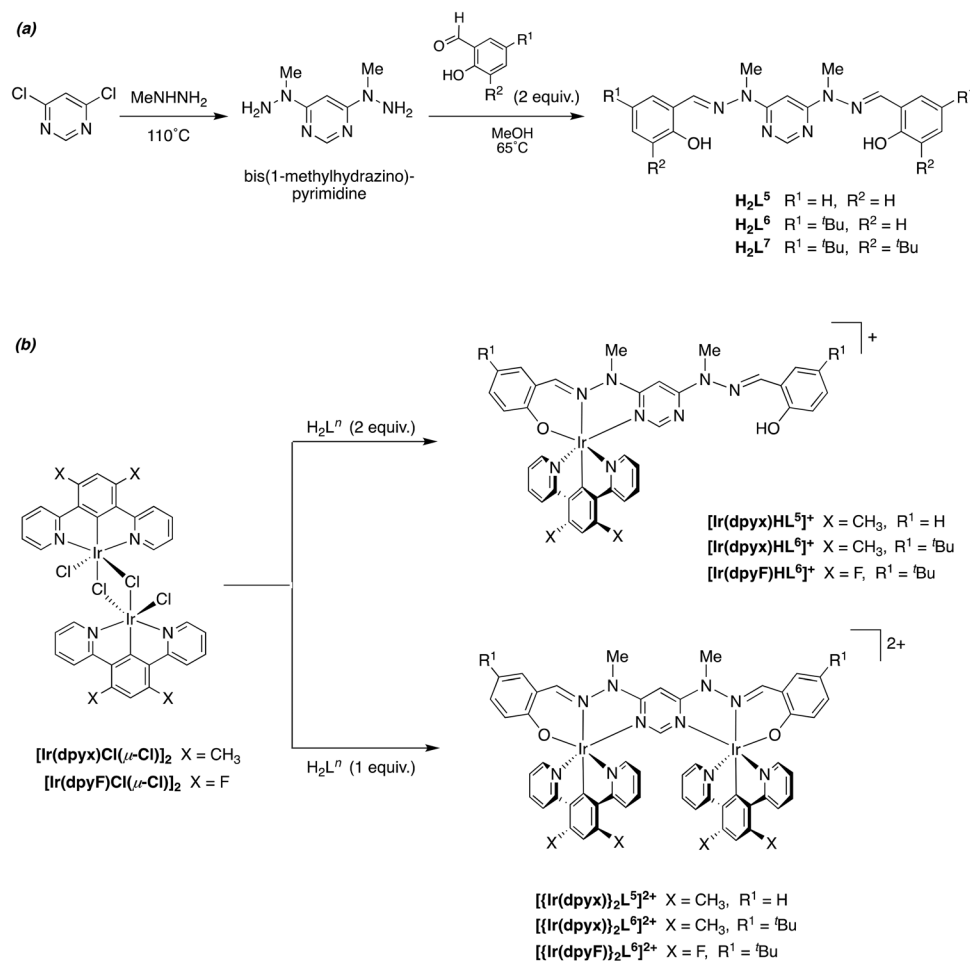 (a)
Cl
Cl
N
N
MeNHNH₂
110°C
Me
Me
H₂N
N
N
NH₂
N
N
bis(1-methylhydrazino)-
pyrimidine
H
O
R¹
HO
R²
(2 equiv.)
MeOH
65°C
Me
Me
R¹
R¹
N
N
N
N
N
N
OH
HO
R²
R²
H₂L⁵ R¹ = H, R² = H
H₂L⁶ R¹ = ᵗBu, R² = H
H₂L⁷ R¹ = ᵗBu, R² = ᵗBu
(b)
X
X
N
N
Ir
Cl
Cl
Cl
Cl
Ir
N
N
X
X
[Ir(dpyx)Cl(μ-Cl)]₂ X = CH₃
[Ir(dpyF)Cl(μ-Cl)]₂ X = F
H₂Lⁿ (2 equiv.)
H₂Lⁿ (1 equiv.)
+
R¹
Me
Me
R¹
N
N
N
N
N
N
O
Ir
HO
N
N
X
X
[Ir(dpyx)HL⁵]⁺ X = CH₃, R¹ = H
[Ir(dpyx)HL⁶]⁺ X = CH₃, R¹ = ᵗBu
[Ir(dpyF)HL⁶]⁺ X = F, R¹ = ᵗBu
2+
R¹
Me
Me
R¹
N
N
N
N
N
N
O
Ir
Ir
O
N
N
N
N
X
X
X
X
[{Ir(dpyx)}₂L⁵]²⁺ X = CH₃, R¹ = H
[{Ir(dpyx)}₂L⁶]²⁺ X = CH₃, R¹ = ᵗBu
[{Ir(dpyF)}₂L⁶]²⁺ X = F, R¹ = ᵗBu